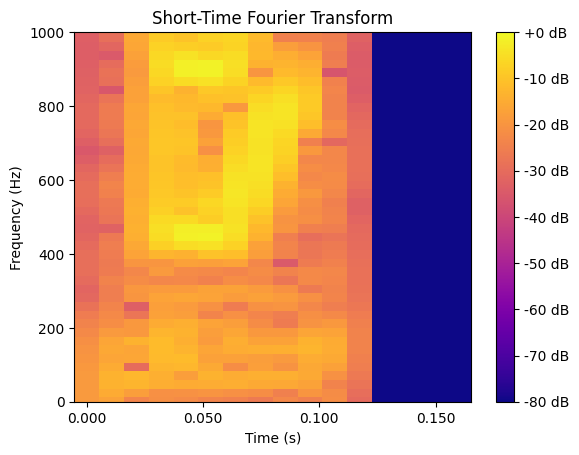 Short-Time Fourier Transform
1000
800
600
400
200
0
Frequency (Hz)
0.000
0.050
0.100
0.150
Time (s)
+0 dB
-10 dB
-20 dB
-30 dB
-40 dB
-50 dB
-60 dB
-70 dB
-80 dB